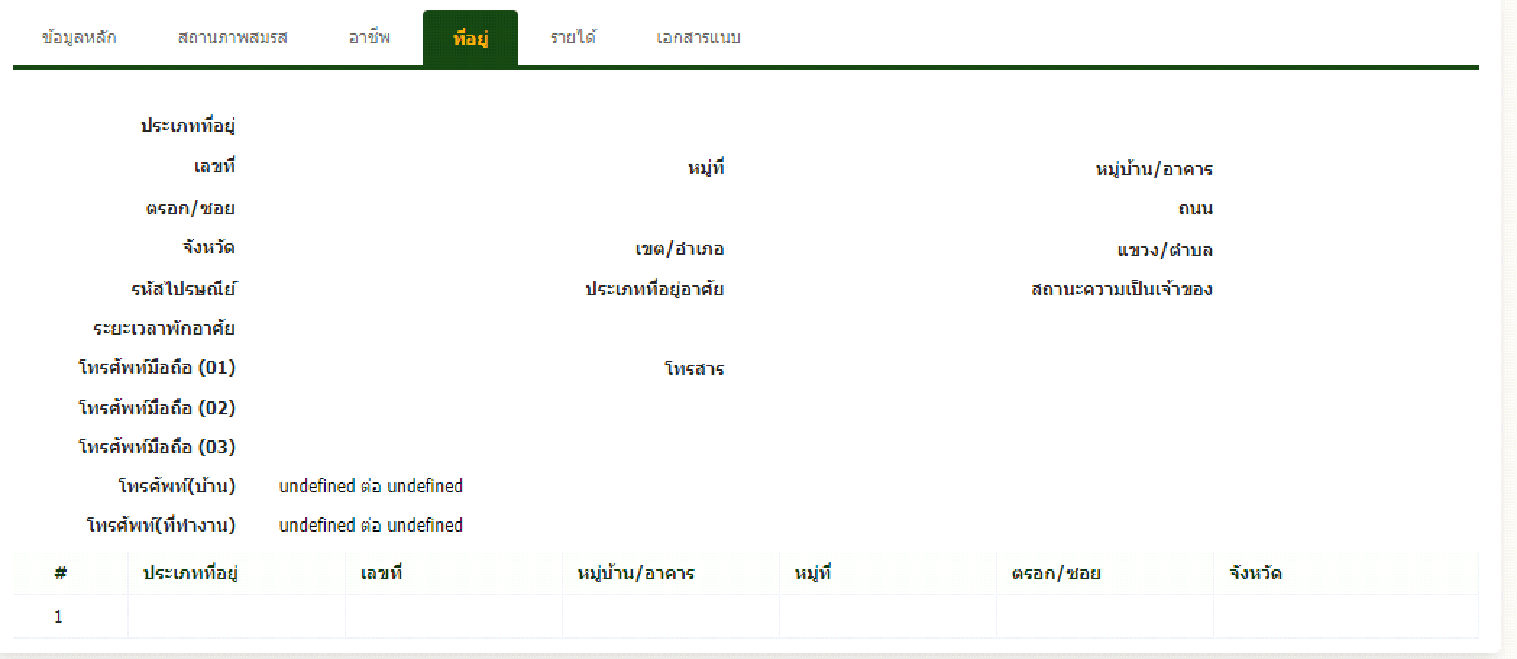 ข้อมูลหลัก สถานภาพสมรส อาชีพ ที่อยู่ รายได้ เอกสารแนบ
ประเภทที่อยู่
เลขที่ หมู่ที่ หมู่บ้าน/อาคาร
ตรอก/ซอย ถนน
จังหวัด เขต/อำเภอ แขวง/ตำบล
รหัสไปรษณีย์ ประเภทที่อยู่อาศัย สถานะความเป็นเจ้าของ
ระยะเวลาพักอาศัย
โทรศัพท์มือถือ (01) โทรสาร
โทรศัพท์มือถือ (02)
โทรศัพท์มือถือ (03)
โทรศัพท์(บ้าน) undefined ต่อ undefined
โทรศัพท์(ที่ทำงาน) undefined ต่อ undefined
# ประเภทที่อยู่ เลขที่ หมู่บ้าน/อาคาร หมู่ที่ ตรอก/ซอย จังหวัด
1